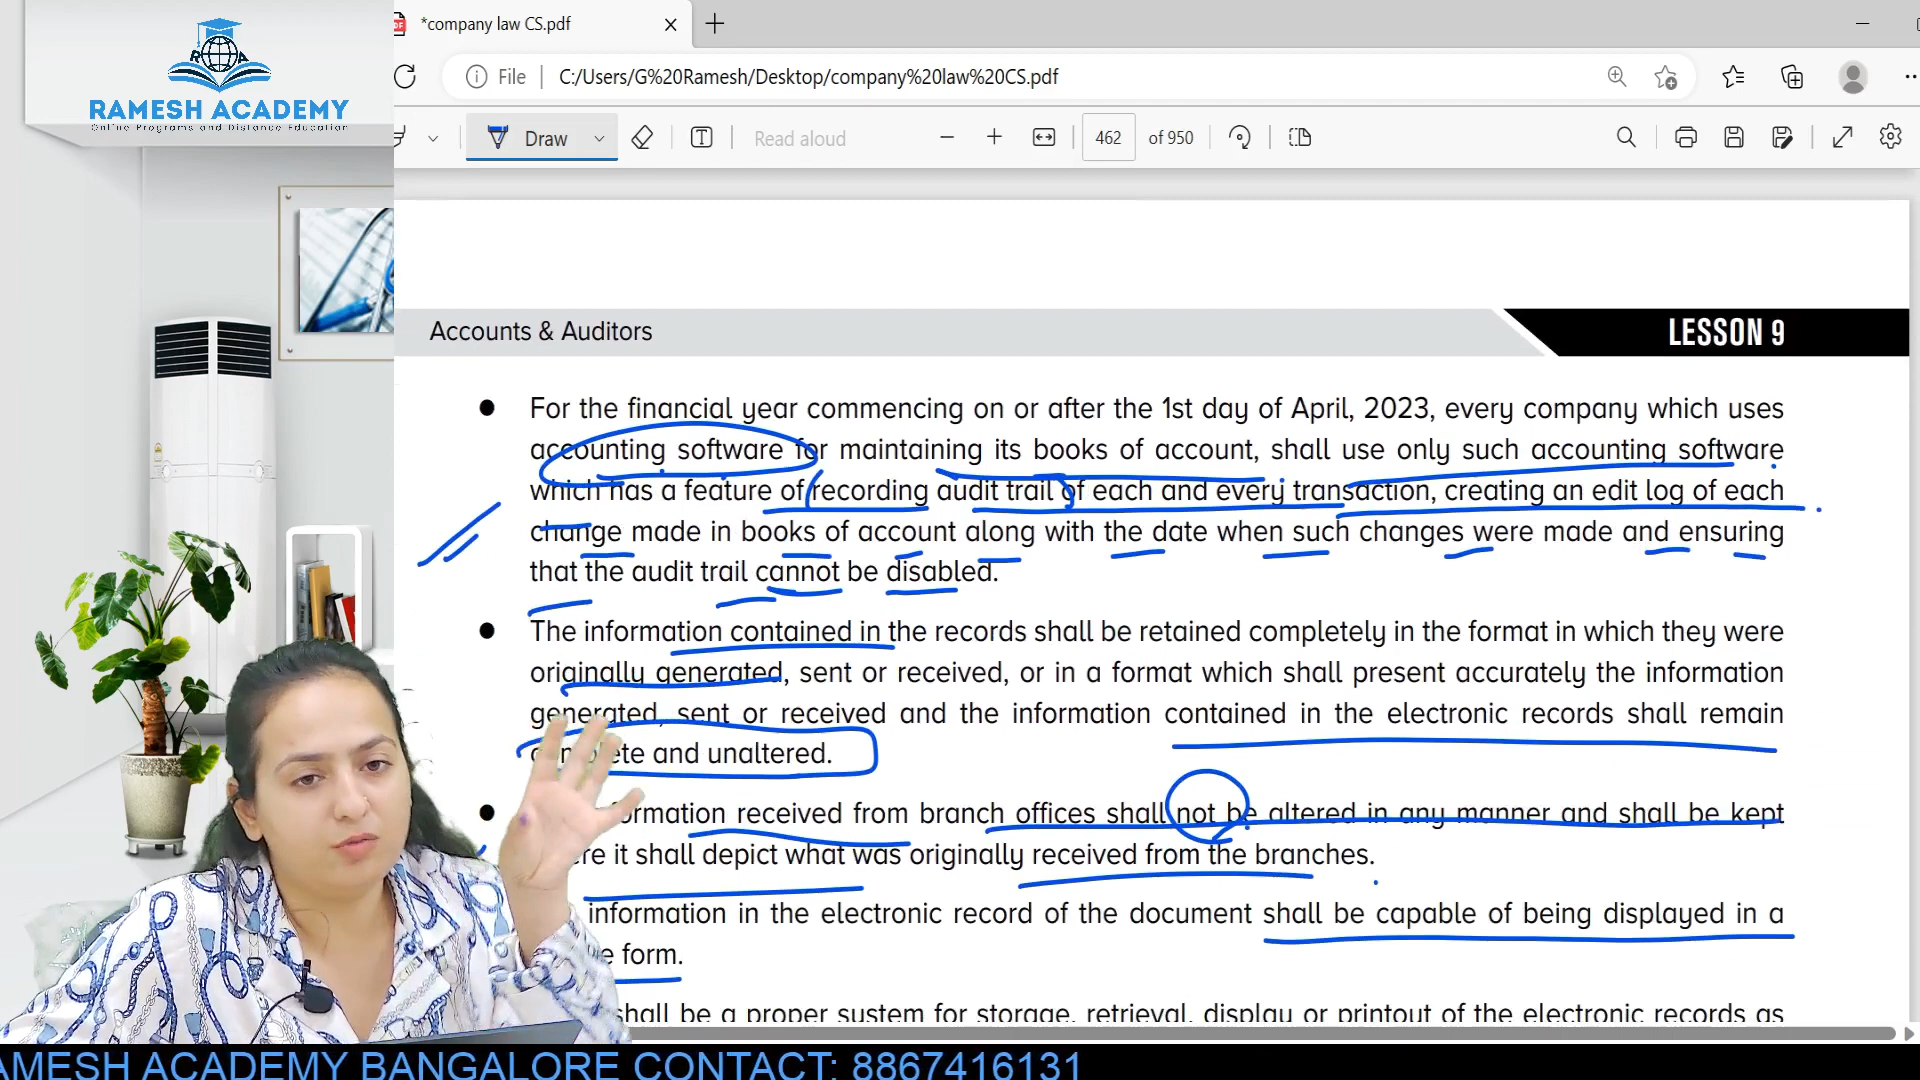 RAMESH ACADEMY
Online Programs and Distance Education
*company law CS.pdf
File
C:/Users/G%20Ramesh/Desktop/company%20law%20CS.pdf
Draw
Read aloud
462 of 950
Accounts & Auditors
LESSON 9
● For the financial year commencing on or after the 1st day of April, 2023, every company which uses
accounting software for maintaining its books of account, shall use only such accounting software
which has a feature of recording audit trail of each and every transaction, creating an edit log of each
change made in books of account along with the date when such changes were made and ensuring
that the audit trail cannot be disabled.
● The information contained in the records shall be retained completely in the format in which they were
originally generated, sent or received, or in a format which shall present accurately the information
generated, sent or received and the information contained in the electronic records shall remain
complete and unaltered.
● received from branch offices shall not be altered in any manner and shall be kept
it shall depict what was originally received from the branches.
information in the electronic record of the document shall be capable of being displayed in a
form.
shall be a proper system for storage, retrieval, display or printout of the electronic records as
AMESH ACADEMY BANGALORE CONTACT: 8867416131